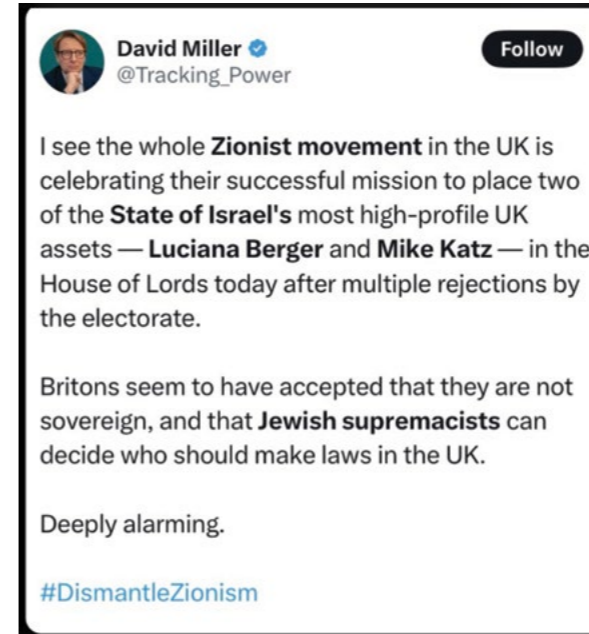 David Miller
Follow
@Tracking_Power
I see the whole Zionist movement in the UK is
celebrating their successful mission to place two
of the State of Israel's most high-profile UK
assets — Luciana Berger and Mike Katz — in the
House of Lords today after multiple rejections by
the electorate.
Britons seem to have accepted that they are not
sovereign, and that Jewish supremacists can
decide who should make laws in the UK.
Deeply alarming.
#DismantleZionism